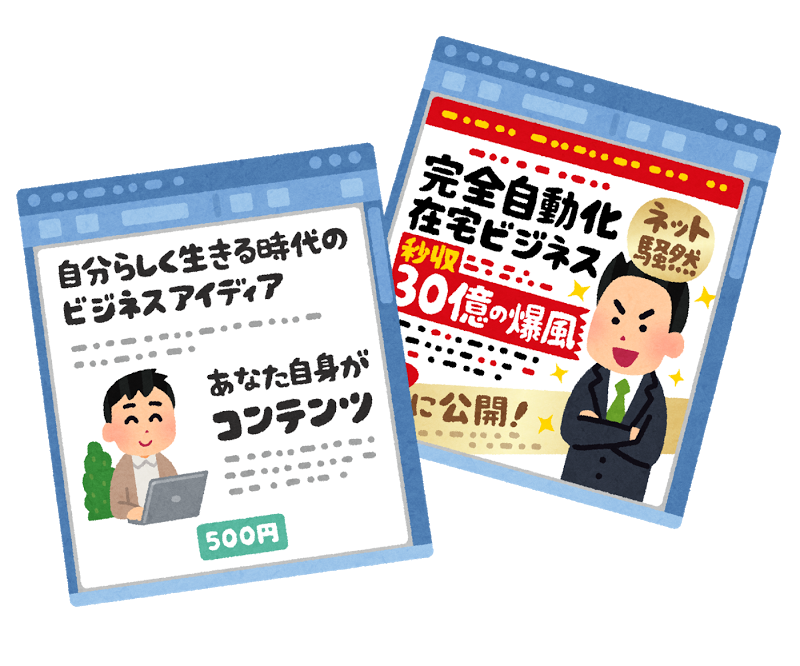 自分らしく生きる時代の
ビジネスアイディア
あなた自身が
コンテンツ
500円
完全自動化
在宅ビジネス
ネット
騒然
秒収
30億の爆風
に公開!